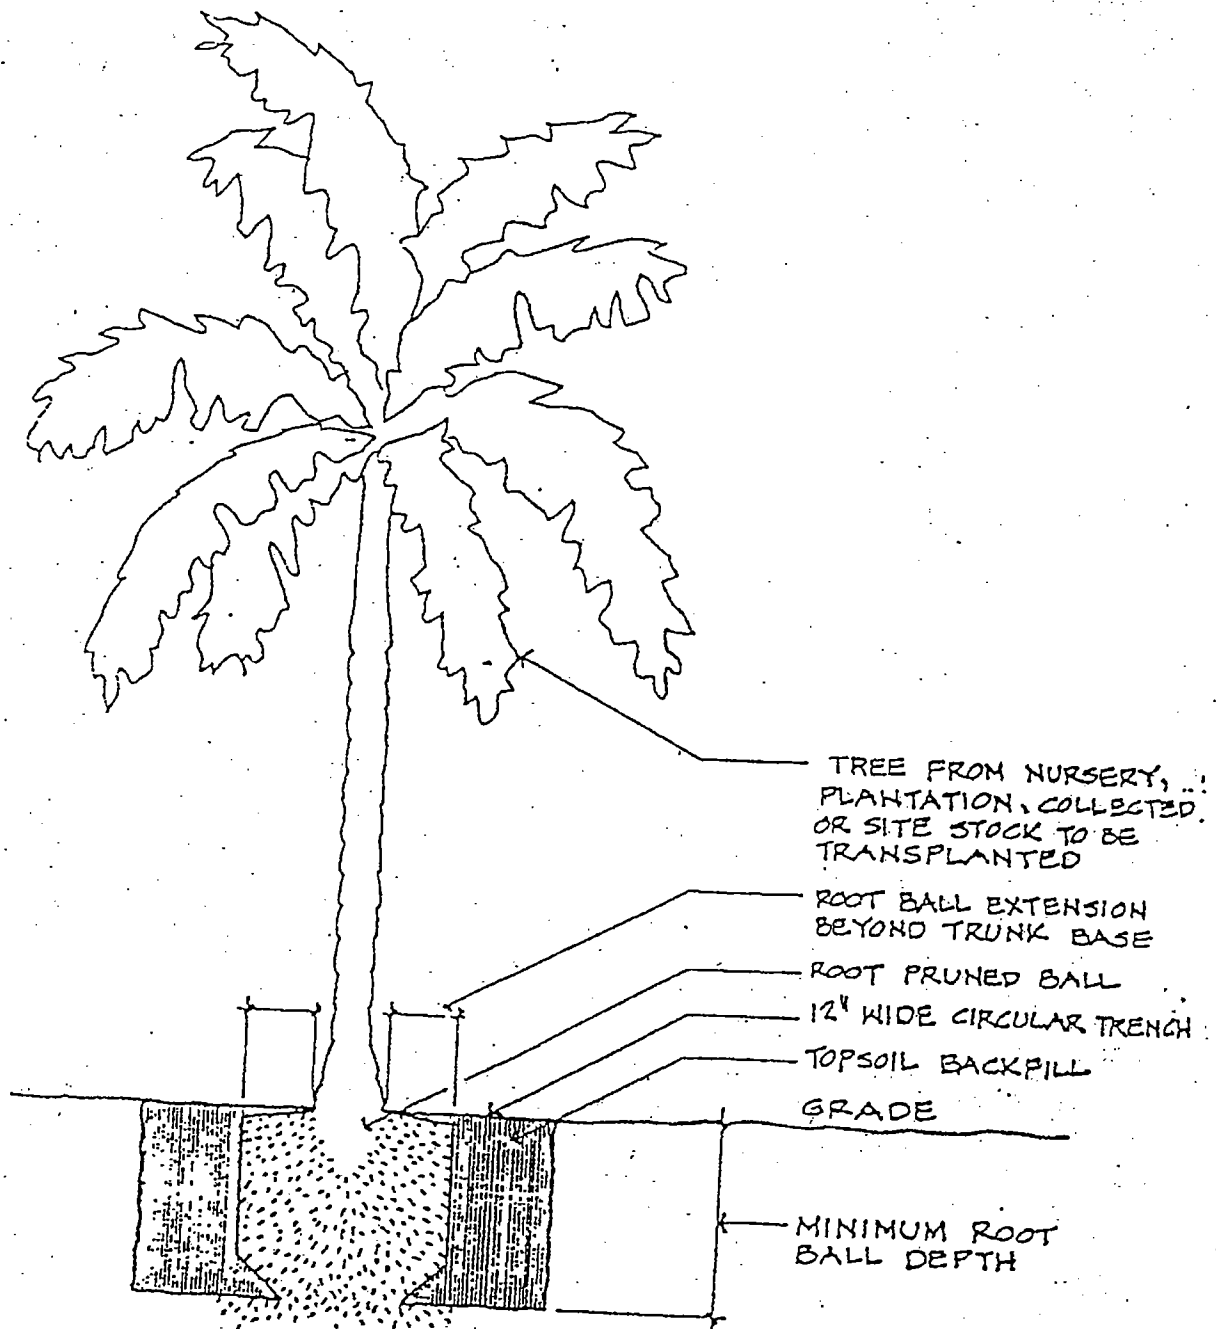 TREE FROM NURSERY,
PLANTATION, COLLECTED
OR SITE STOCK TO BE
TRANSPLANTED
ROOT BALL EXTENSION
BEYOND TRUNK BASE
ROOT PRUNED BALL
12" WIDE CIRCULAR TRENCH
TOPSOIL BACKFILL
GRADE
MINIMUM ROOT
BALL DEPTH